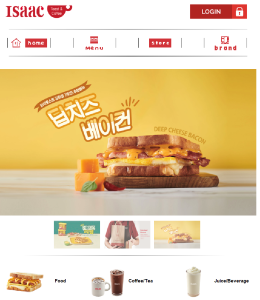 ISAAC
Toast & Coffee
LOGIN
home
Menu
Store
brand
딥치즈
베이컨
DEEP CHEESE BACON
Food
Coffee/Tea
Juice/Beverage